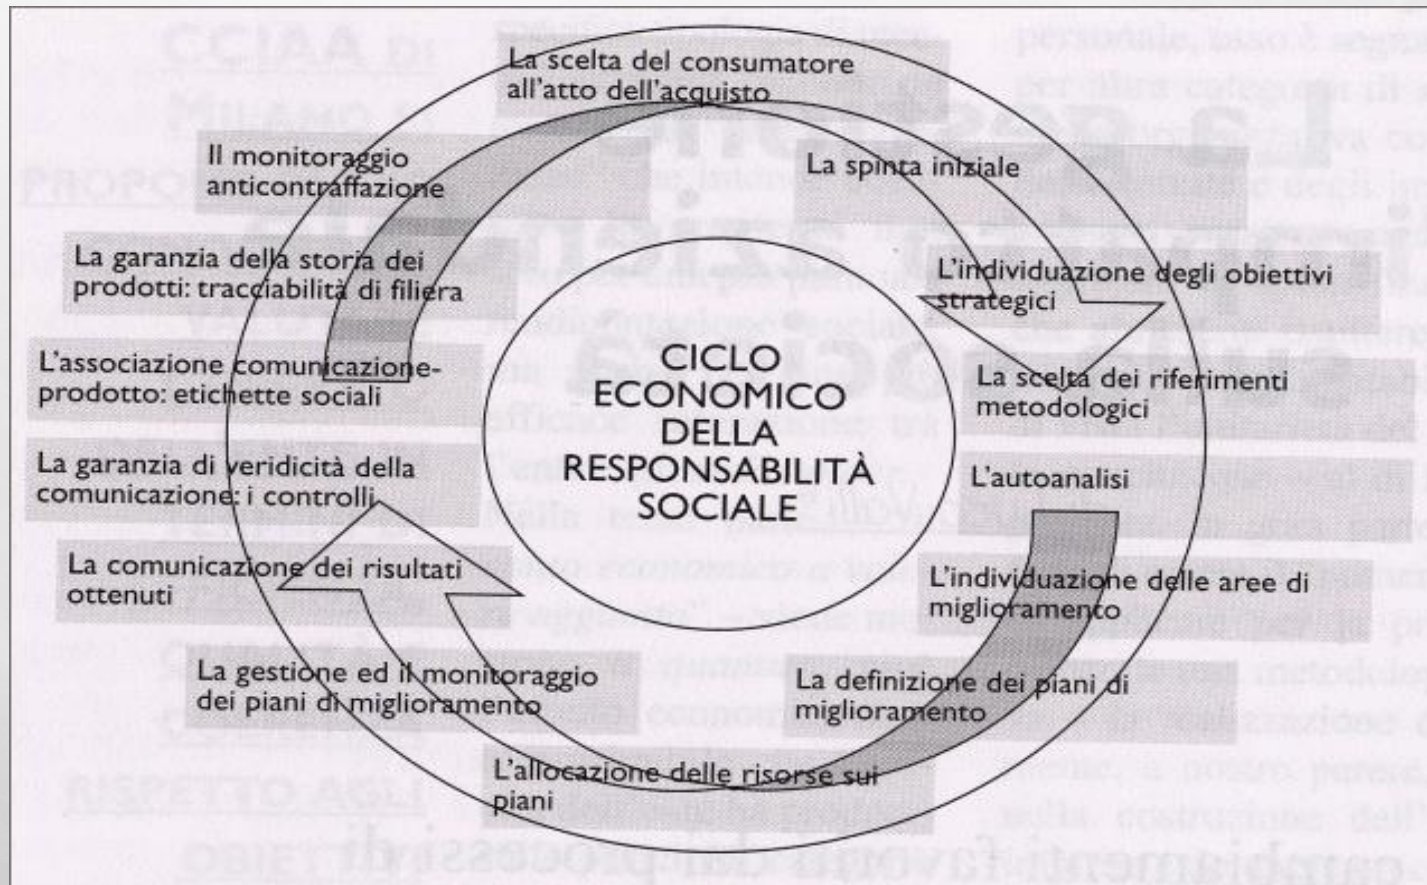 La scelta del consumatore
all'atto dell'acquisto
La spinta iniziale
L'individuazione degli obiettivi
strategici
La scelta dei riferimenti
metodologici
L'autoanalisi
L'individuazione delle aree di
miglioramento
La definizione dei piani di
miglioramento
L'allocazione delle risorse sui
piani
La gestione ed il monitoraggio
dei piani di miglioramento
La comunicazione dei risultati
ottenuti
La garanzia di veridicità della
comunicazione: i controlli
L'associazione comunicazione-
prodotto: etichette sociali
La garanzia della storia dei
prodotti: tracciabilità di filiera
Il monitoraggio
anticontraffazione
CICLO
ECONOMICO
DELLA
RESPONSABILITÀ
SOCIALE